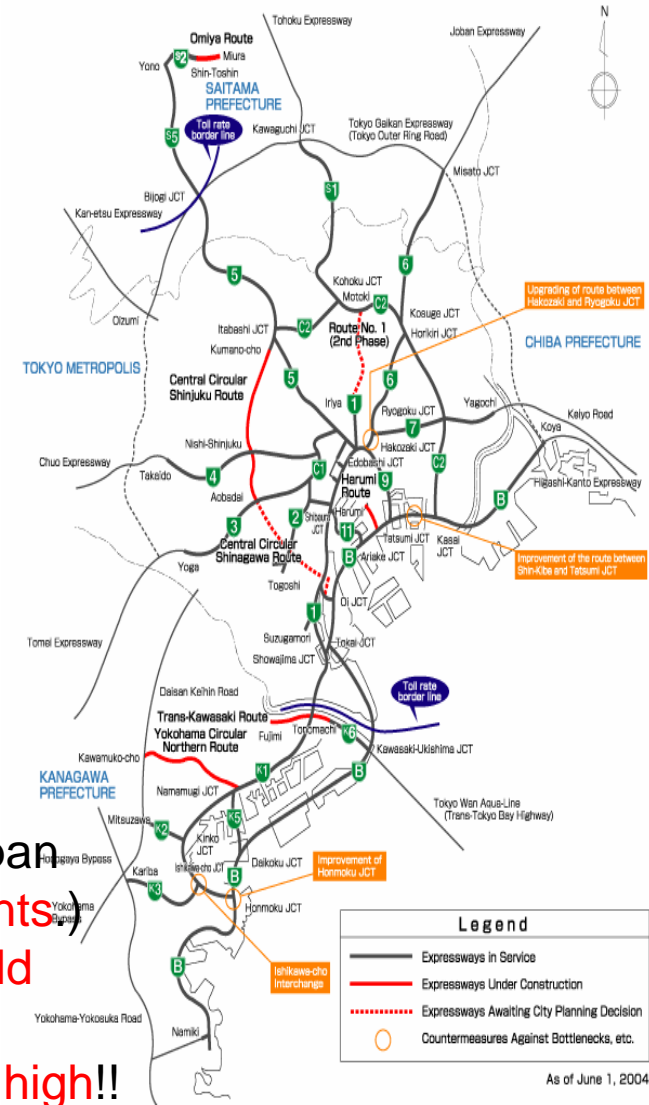 Tohoku Expressway
N
Joban Expressway
Omiya Route
S2
Miura
Yono
Shin-Toshin
SAITAMA
PREFECTURE
Toll rate
border line
Kawaguchi JCT
Tokyo Gaikan Expressway
(Tokyo Outer Ring Road)
S5
Misato JCT
S1
Bijogi JCT
Kan-etsu Expressway
6
5
Kohoku JCT
Motoki
C2
Upgrading of route between
Hakozaki and Ryogoku JCT
Oizumi
Itabashi JCT
C2
Route No. 1
(2nd Phase)
Kosuge JCT
Horikiri JCT
Kumano-cho
CHIBA PREFECTURE
TOKYO METROPOLIS
Central Circular
Shinjuku Route
5
6
Iriya
1
Ryogoku JCT
Yagochi
7
Keiyo Road
Nishi-Shinjuku
Hakozaki JCT
Koya
Edobashi JCT
Chuo Expressway
Takaido
4
C1
C2
Harumi
Route
9
Higashi-Kanto Expressway
Aobadai
B
3
2
Shibaura
JCT
Harumi
11
Tatsumi JCT
Kasai
JCT
Yoga
Central Circular
Shinagawa Route
B
Ariake JCT
Improvement of the route between
Shin-Kiba and Tatsumi JCT
Togoshi
Oi JCT
1
Suzugamori
Tomei Expressway
Tokai JCT
Showajima JCT
Daisan Keihin Road
Toll rate
border line
Trans-Kawasaki Route
Tonomachi
K6
Fujimi
Yokohama Circular
Northern Route
Kawasaki-Ukishima JCT
Kawamuko-cho
K1
B
KANAGAWA
PREFECTURE
Namamugi JCT
Tokyo Wan Aqua-Line
(Trans-Tokyo Bay Highway)
Mitsuzawa
K2
K5
Kinko
JCT
pan
Bypass
Ishikawa-cho JCT
Daikoku JCT
Improvement of
Honmoku JCT
Kariba
B
K3
nts.)
Yokohama
Bypass
Honmoku JCT
Legend
Expressways in Service
ld
Ishikawa-cho
Interchange
B
Expressways Under Construction
Expressways Awaiting City Planning Decision
Yokohama-Yokosuka Road
Countermeasures Against Bottlenecks, etc.
Namiki
high!!
As of June 1, 2004